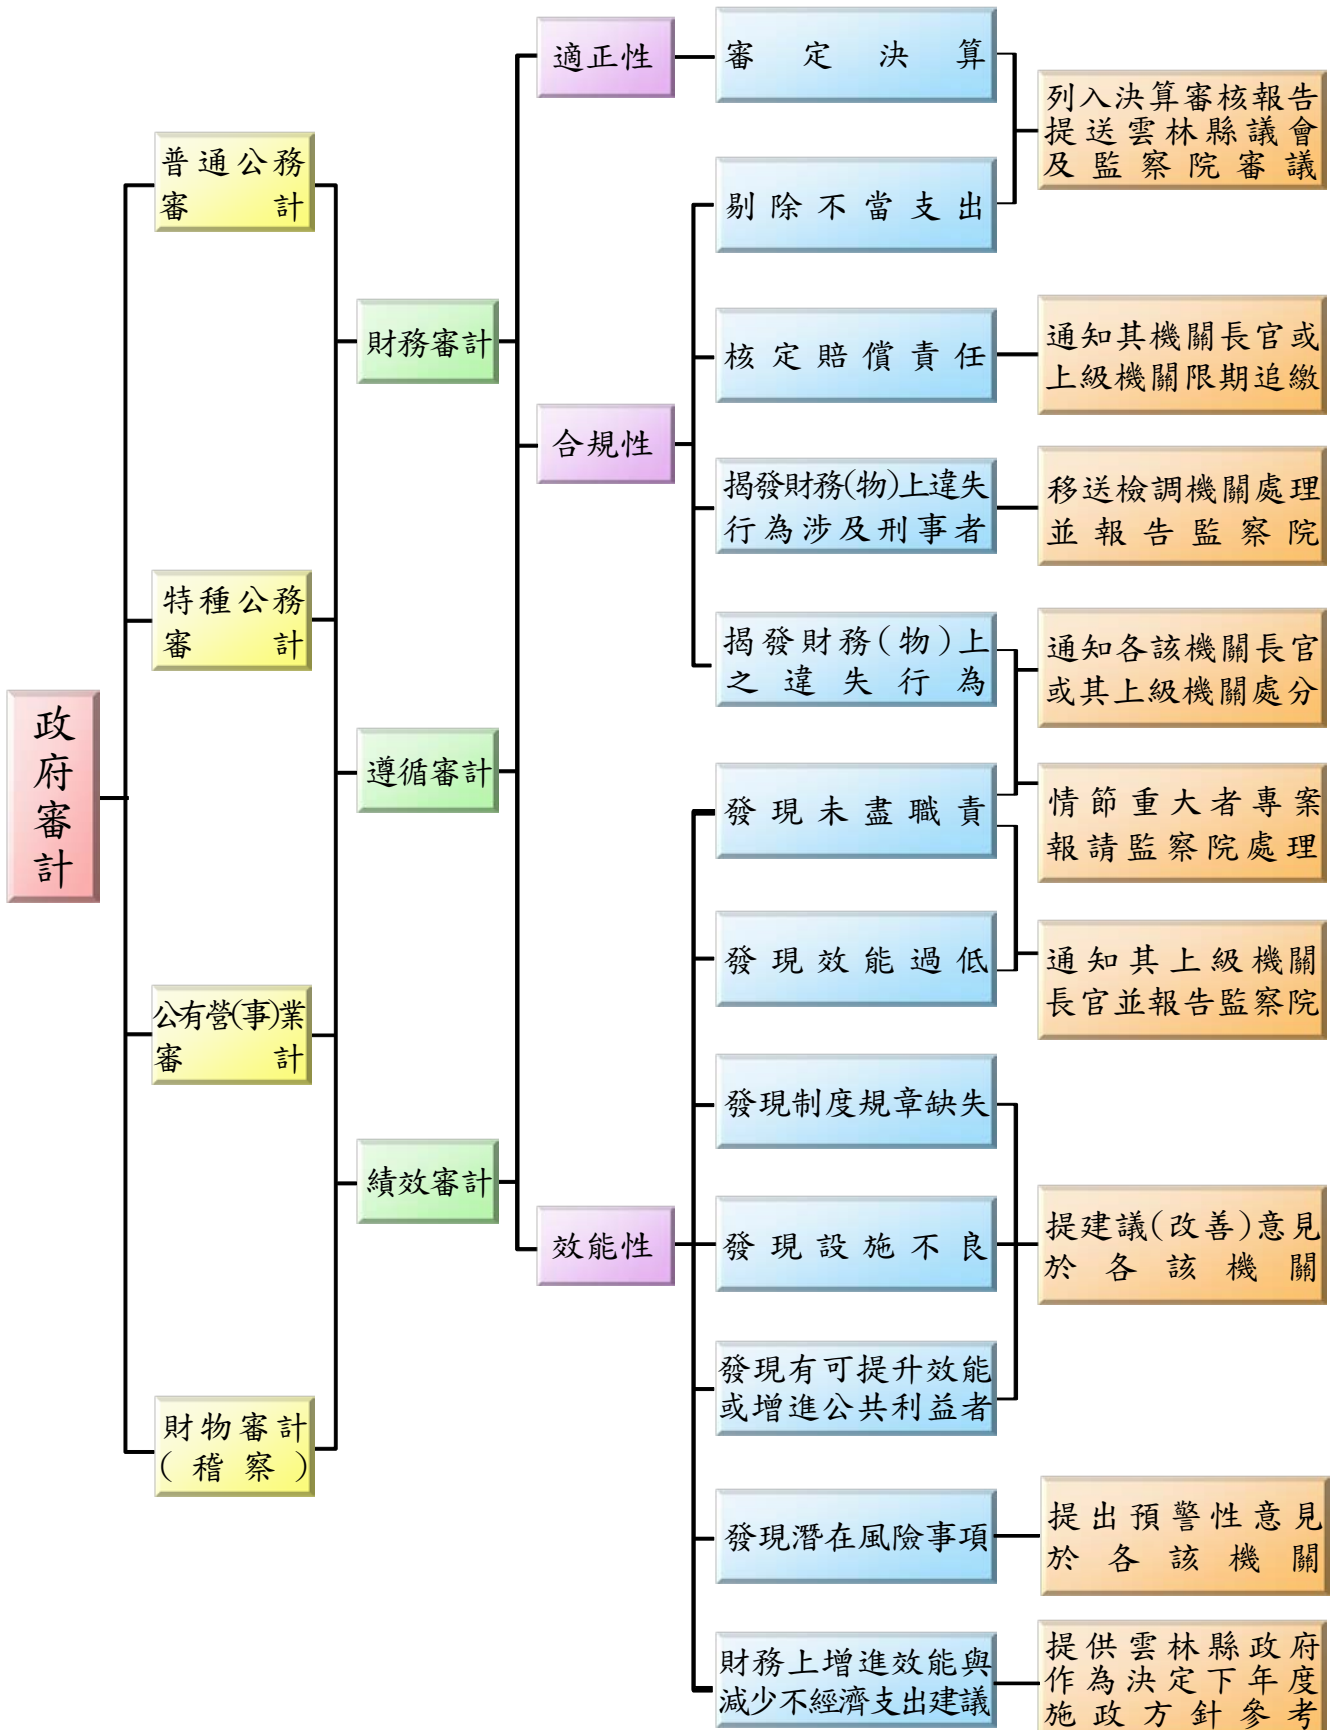 政府審計
普通公務
審計
特種公務
審計
公有營(事)業
審計
財物審計
(稽察)
財務審計
遵循審計
績效審計
適正性
合規性
效能性
審定決算
剔除不當支出
核定賠償責任
揭發財務(物)上違失
行為涉及刑事者
揭發財務(物)上
之違失行為
發現未盡職責
發現效能過低
發現制度規章缺失
發現設施不良
發現有可提升效能
或增進公共利益者
發現潛在風險事項
財務上增進效能與
減少不經濟支出建議
列入決算審核報告
提送雲林縣議會
及監察院審議
通知其機關長官或
上級機關限期追繳
移送檢調機關處理
並報告監察院
通知各該機關長官
或其上級機關處分
情節重大者專案
報請監察院處理
通知其上級機關
長官並報告監察院
提建議(改善)意見
於各該機關
提出預警性意見
於各該機關
提供雲林縣政府
作為決定下年度
施政方針參考